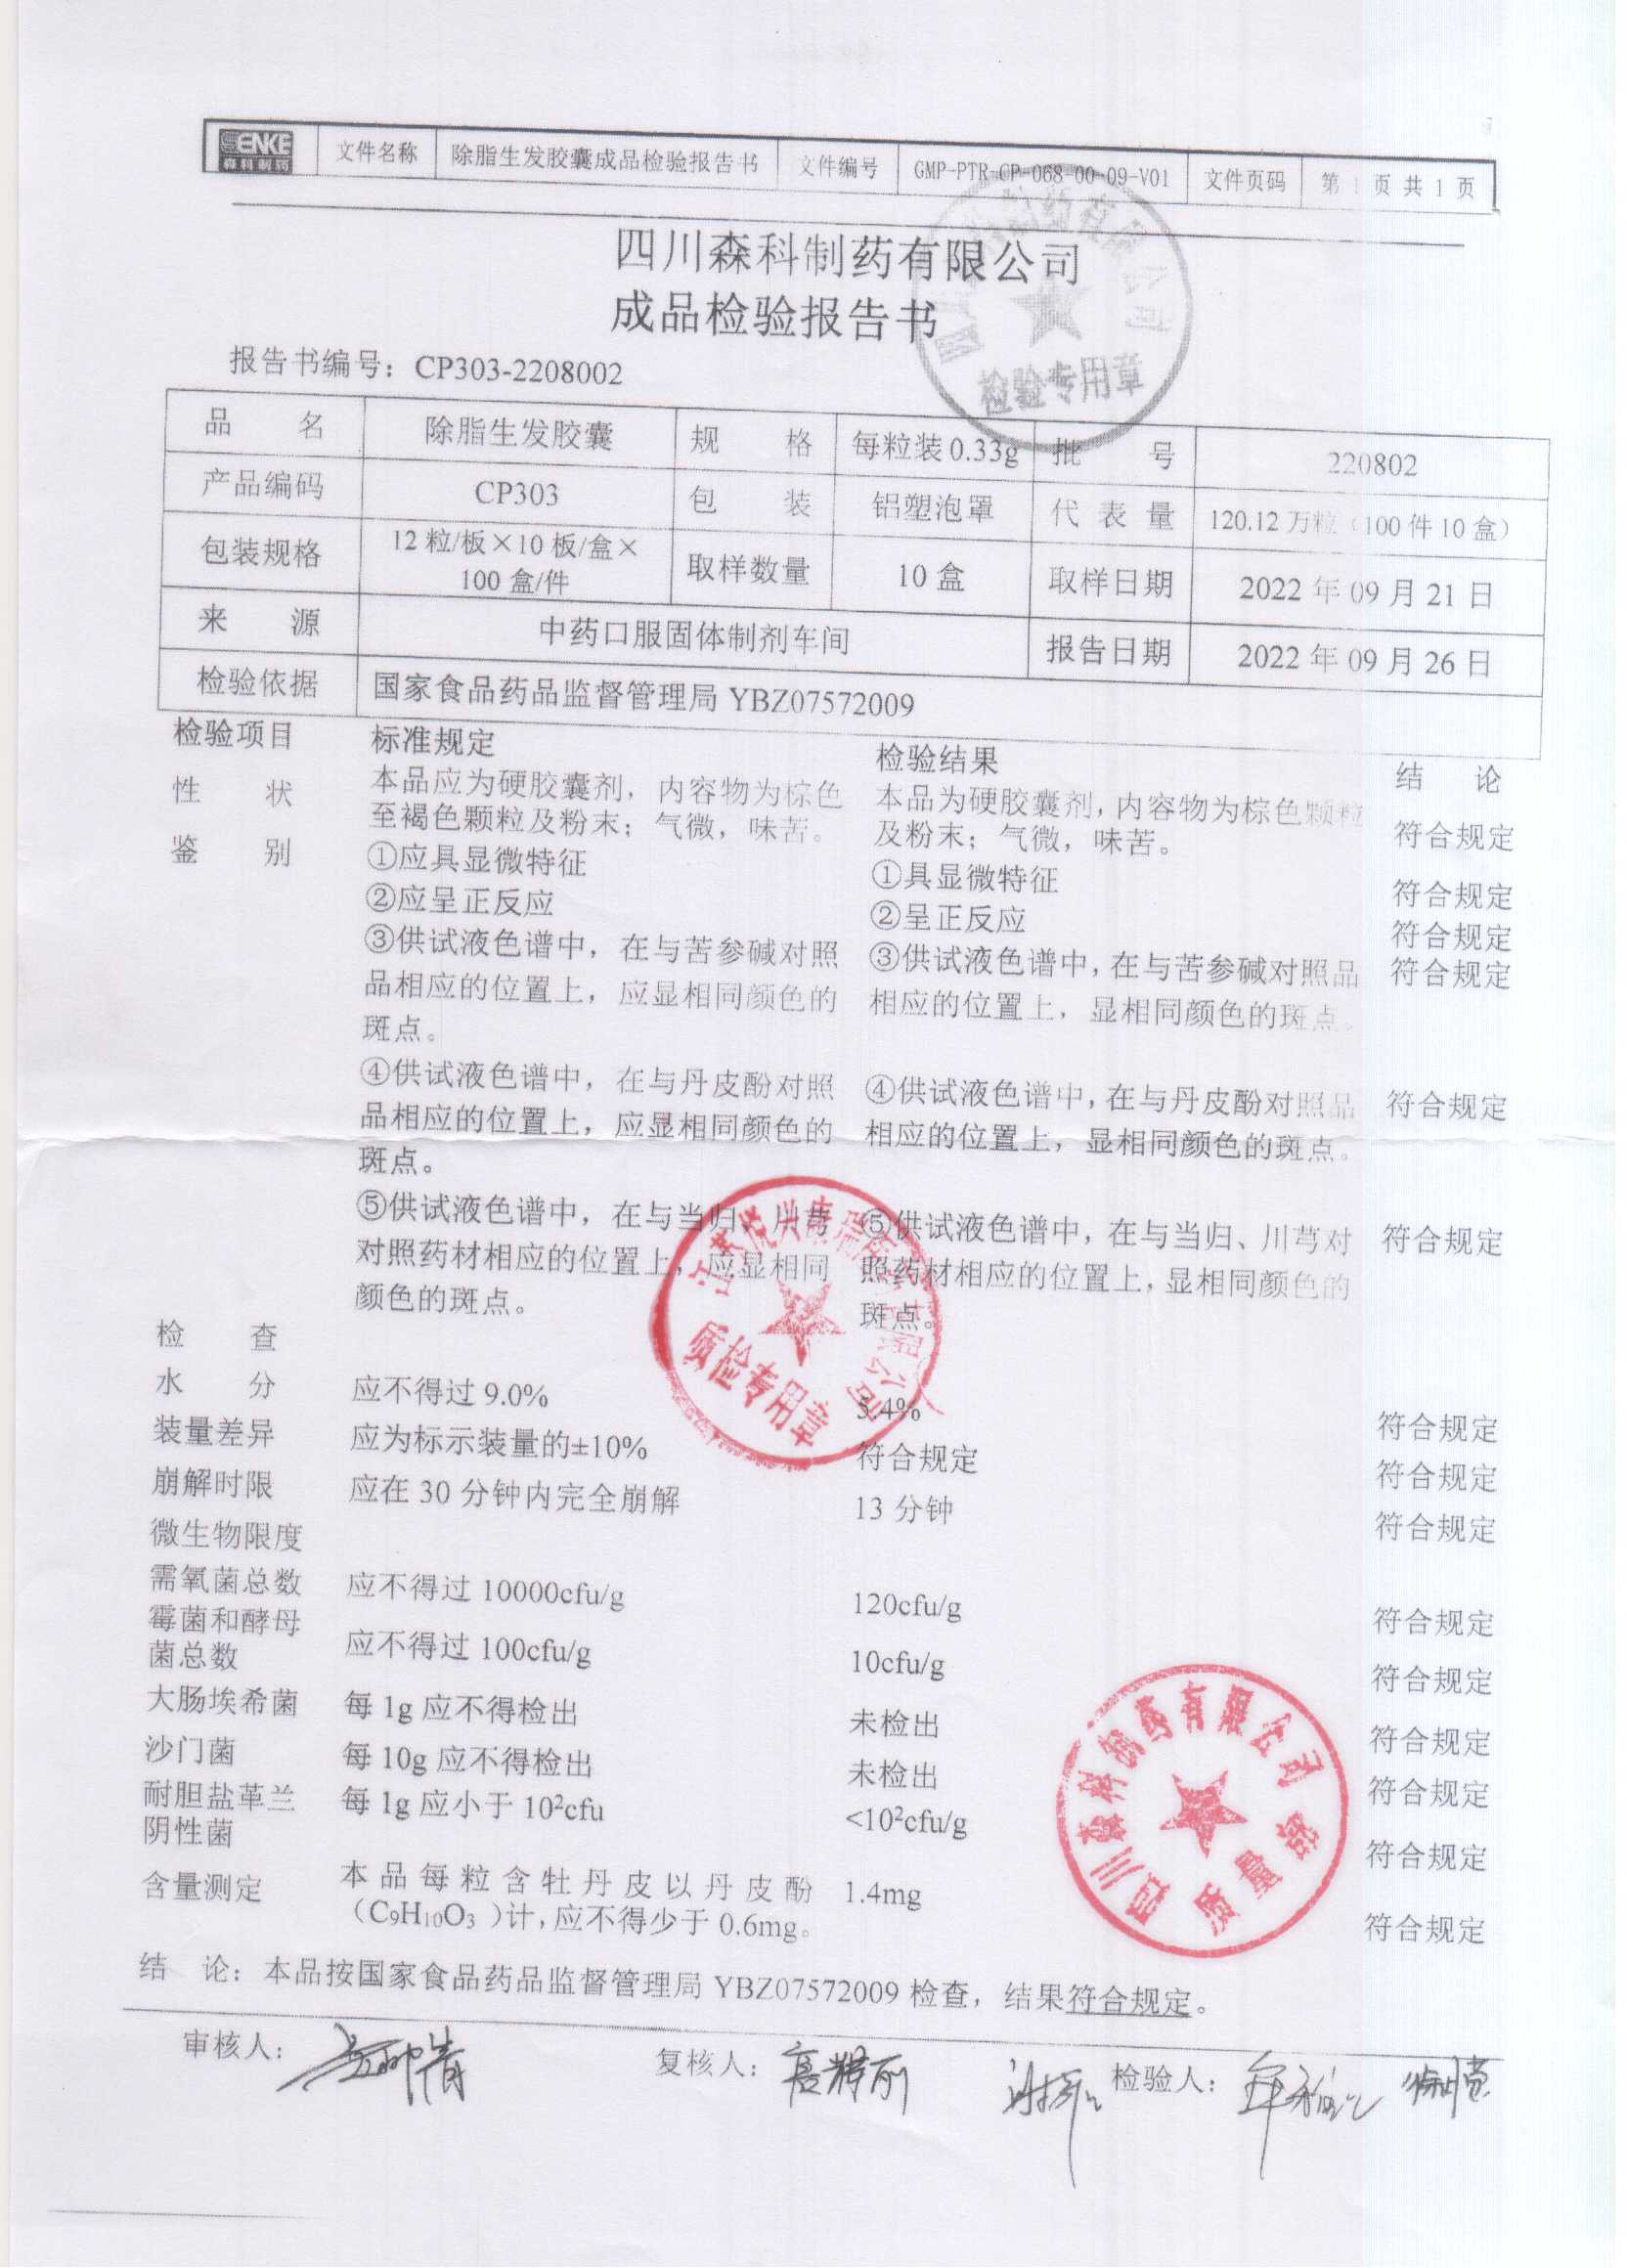 SENKE
森科制药
文件名称 除脂生发胶囊成品检验报告书 文件编号 GMP-PTR-CP-068-00-09-V01 文件页码 第 1 页 共 1 页
四川森科制药有限公司
成品检验报告书
检验专用章
报告书编号：CP303-2208002
品 名 除脂生发胶囊 规 格 每粒装 0.33g 批 号 220802
产品编码 CP303 包 装 铝塑泡罩 代 表 量 120.12 万粒（100 件 10 盒）
包装规格 12 粒/板×10 板/盒×
100 盒/件 取样数量 10 盒 取样日期 2022 年 09 月 21 日
来 源 中药口服固体制剂车间 报告日期 2022 年 09 月 26 日
检验依据 国家食品药品监督管理局 YBZ07572009
检验项目 标准规定 检验结果 结 论
性 状 本品应为硬胶囊剂，内容物为棕色 本品为硬胶囊剂，内容物为棕色颗粒
至褐色颗粒及粉末；气微，味苦。 及粉末；气微，味苦。 符合规定
鉴 别 ①应具显微特征 ①具显微特征 符合规定
②应呈正反应 ②呈正反应 符合规定
③供试液色谱中，在与苦参碱对照 ③供试液色谱中，在与苦参碱对照品 符合规定
品相应的位置上，应显相同颜色的 相应的位置上，显相同颜色的斑点。
斑点。
④供试液色谱中，在与丹皮酚对照 ④供试液色谱中，在与丹皮酚对照品 符合规定
品相应的位置上，应显相同颜色的 相应的位置上，显相同颜色的斑点。
斑点。
⑤供试液色谱中，在与当归、川芎 ⑤供试液色谱中，在与当归、川芎对 符合规定
对照药材相应的位置上，应显相同 照药材相应的位置上，显相同颜色的
颜色的斑点。 斑点。
质检专用章
检 查
水 分 应不得过 9.0% 5.4% 符合规定
装量差异 应为标示装量的±10% 符合规定 符合规定
崩解时限 应在 30 分钟内完全崩解 13 分钟 符合规定
微生物限度
需氧菌总数 应不得过 10000cfu/g 120cfu/g 符合规定
霉菌和酵母
菌总数 应不得过 100cfu/g 10cfu/g 符合规定
大肠埃希菌 每 1g 应不得检出 未检出 符合规定
沙门菌 每 10g 应不得检出 未检出 符合规定
耐胆盐革兰 每 1g 应小于 10²cfu <10²cfu/g 符合规定
阴性菌
四川森科制药有限公司
质量部
含量测定 本品每粒含牡丹皮以丹皮酚 1.4mg
（C₉H₁₀O₃ ）计，应不得少于 0.6mg。 符合规定
结 论：本品按国家食品药品监督管理局 YBZ07572009 检查，结果符合规定。
审核人： 复核人： 检验人：